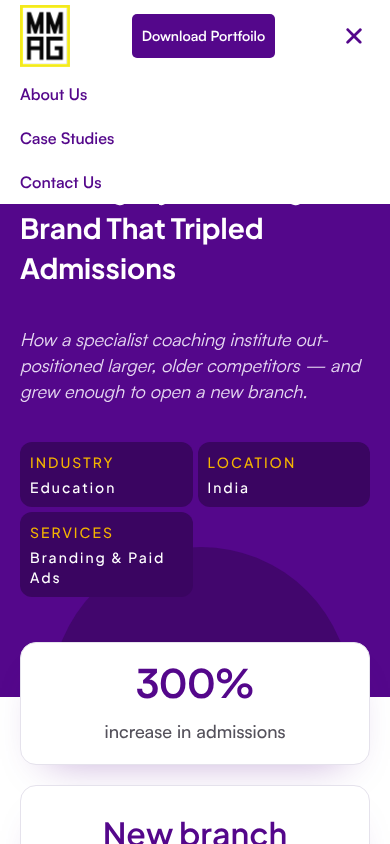 MM
AG
Download Portfoilo
About Us
Case Studies
Contact Us
Brand That Tripled
Admissions
How a specialist coaching institute out-
positioned larger, older competitors — and
grew enough to open a new branch.
INDUSTRY
Education
LOCATION
India
SERVICES
Branding & Paid
Ads
300%
increase in admissions
New branch